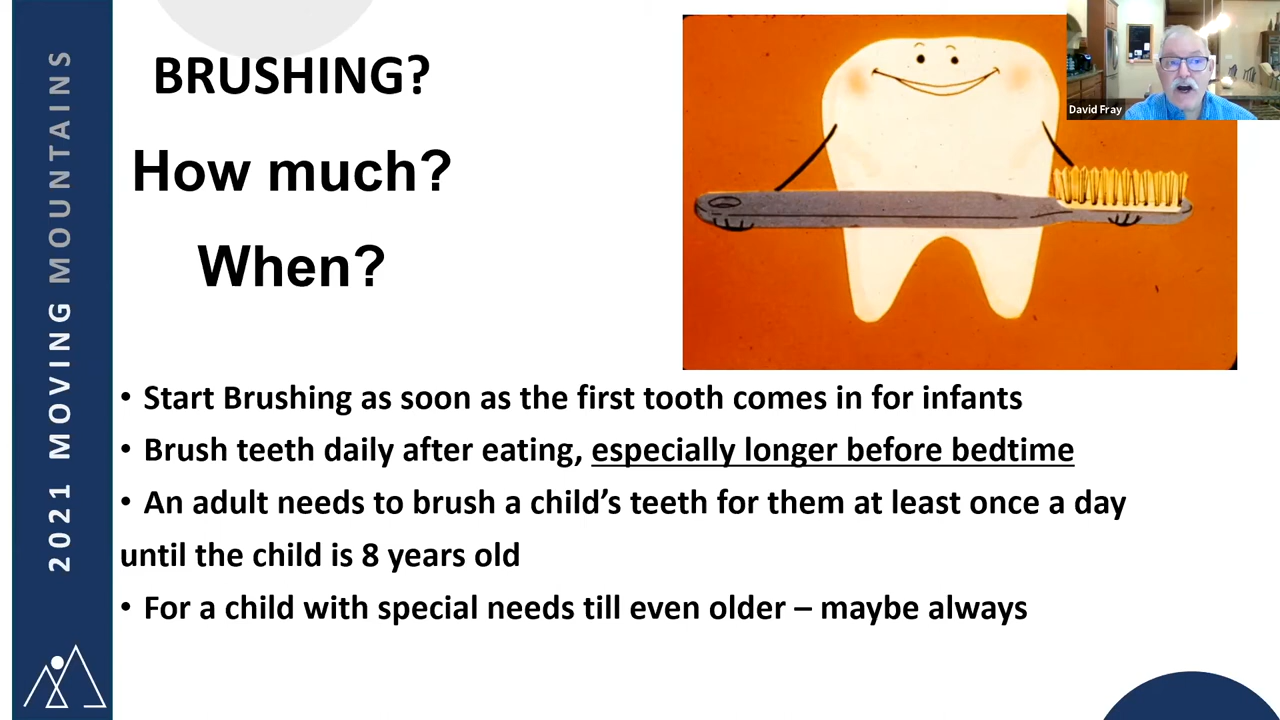 2021 MOVING MOUNTAINS
BRUSHING?
How much?
When?
David Fray
• Start Brushing as soon as the first tooth comes in for infants
• Brush teeth daily after eating, especially longer before bedtime
• An adult needs to brush a child’s teeth for them at least once a day
until the child is 8 years old
• For a child with special needs till even older – maybe always